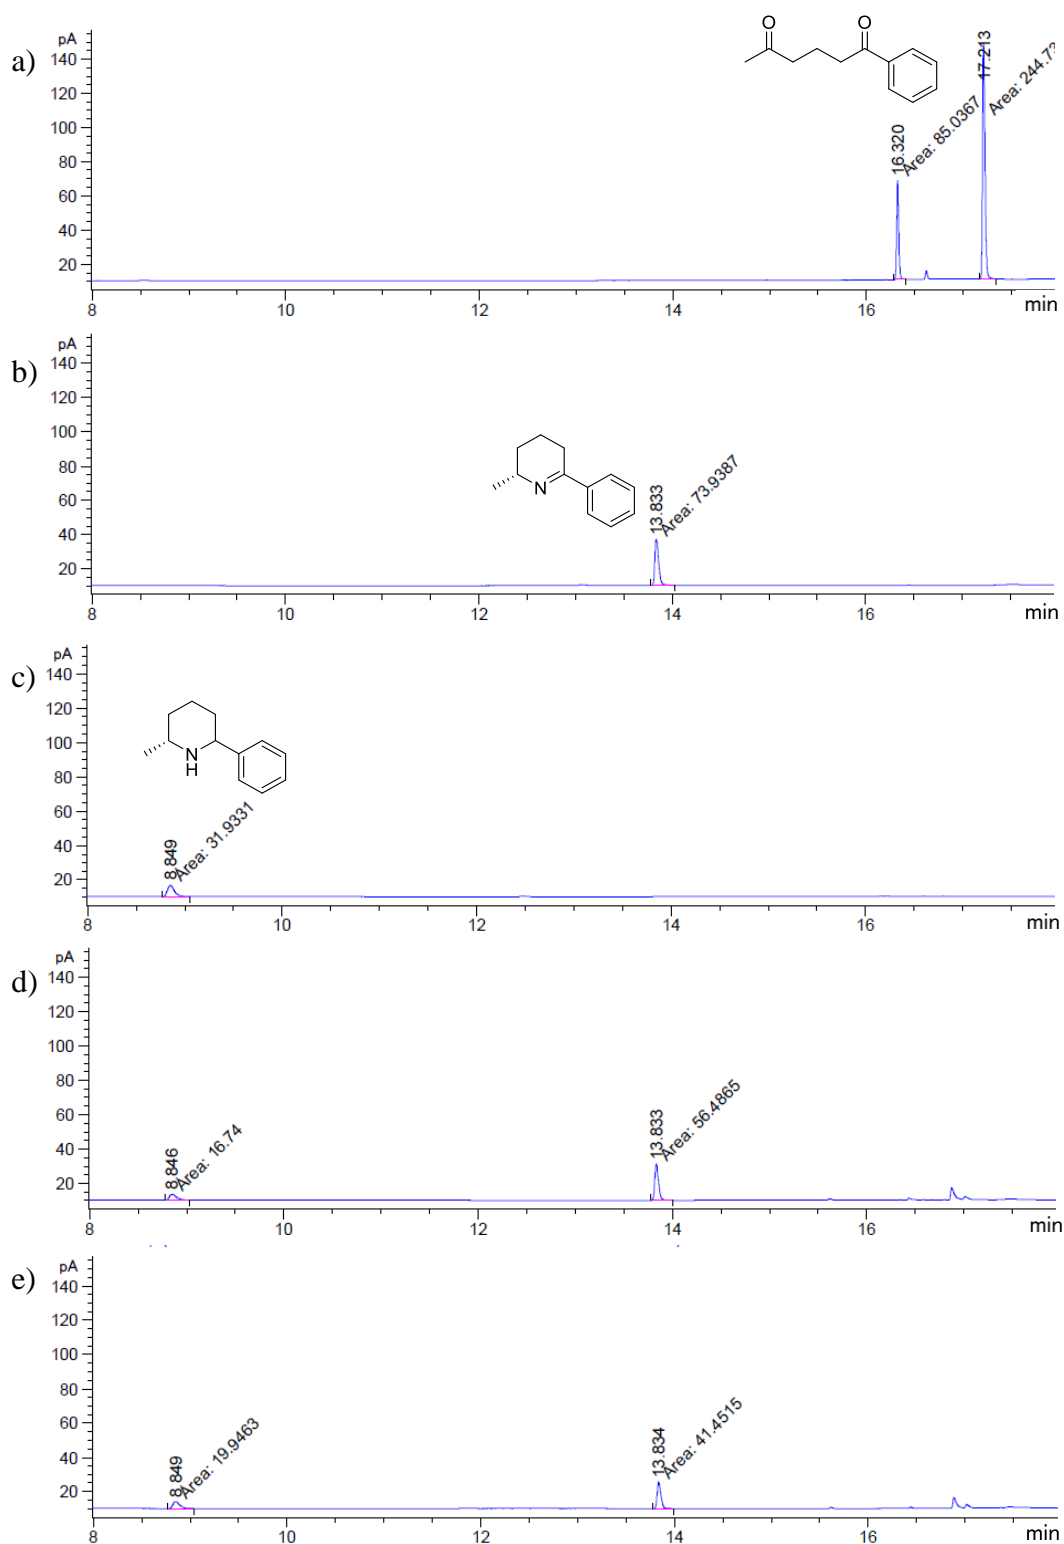 a)
pA
140
120
100
80
60
40
20
O
O
16.320
Area: 85.0367
17.213
8
10
12
14
16
min
b)
pA
140
120
100
80
60
40
20
N
13.833
Area: 73.9387
8
10
12
14
16
min
c)
pA
140
120
100
80
60
40
20
N
H
8.849
Area: 31.9331
8
10
12
14
16
min
d)
pA
140
120
100
80
60
40
20
8.846
Area: 16.74
13.833
Area: 56.4865
8
10
12
14
16
min
e)
pA
140
120
100
80
60
40
20
8.849
Area: 19.9463
13.834
Area: 41.4515
8
10
12
14
16
min